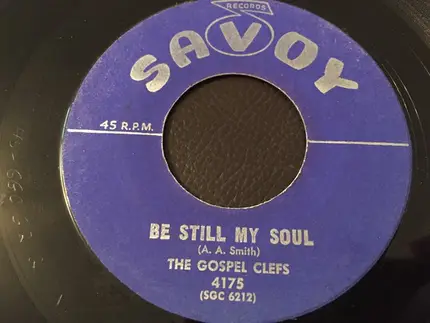 RECORDS
SAVOY
45 R.P.M.
BE STILL MY SOUL
(A. A. Smith)
THE GOSPEL CLEFS
4175
(SGC 6212)